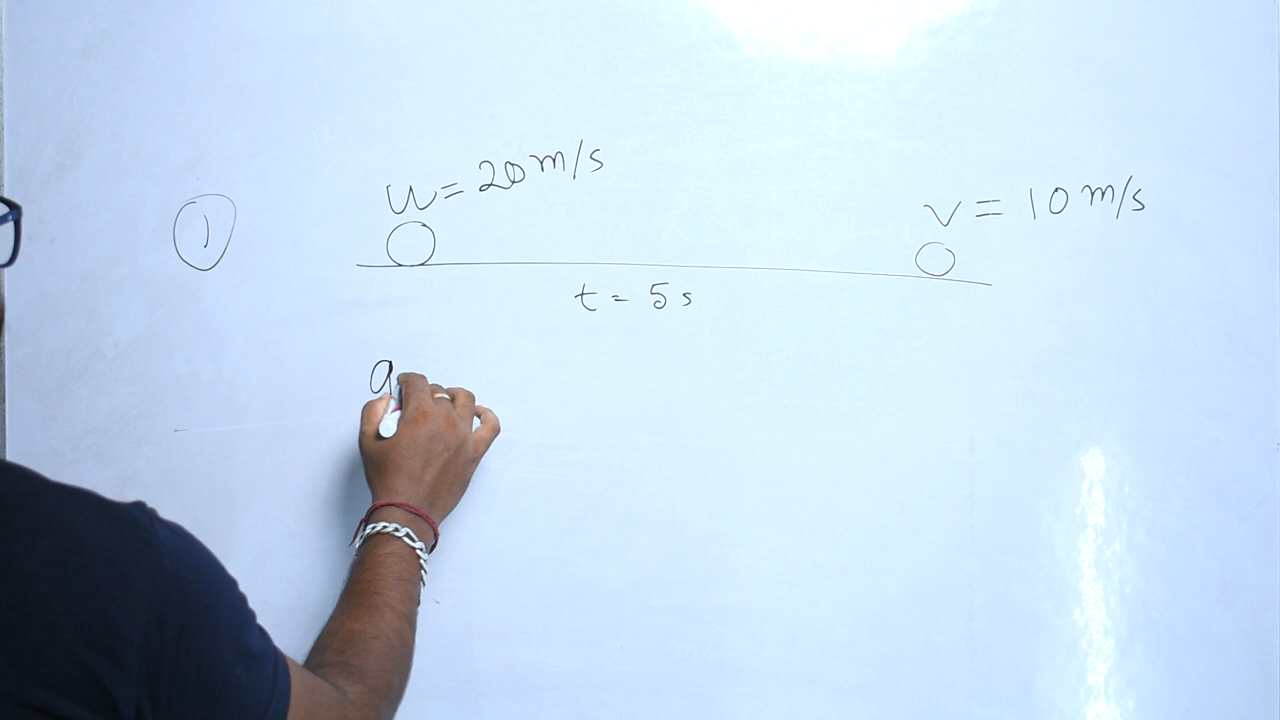 ① u = 20 m/s v = 10 m/s
t = 5 s
a